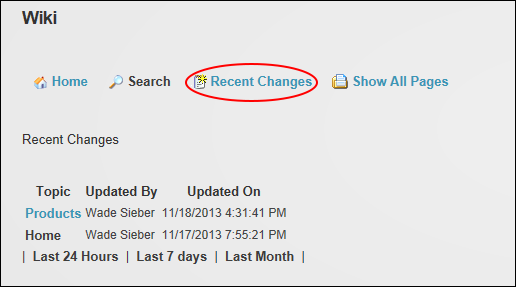 Wiki
Home Search Recent Changes Show All Pages
Recent Changes
Topic Updated By Updated On
Products Wade Sieber 11/18/2013 4:31:41 PM
Home Wade Sieber 11/17/2013 7:55:21 PM
| Last 24 Hours | Last 7 days | Last Month |